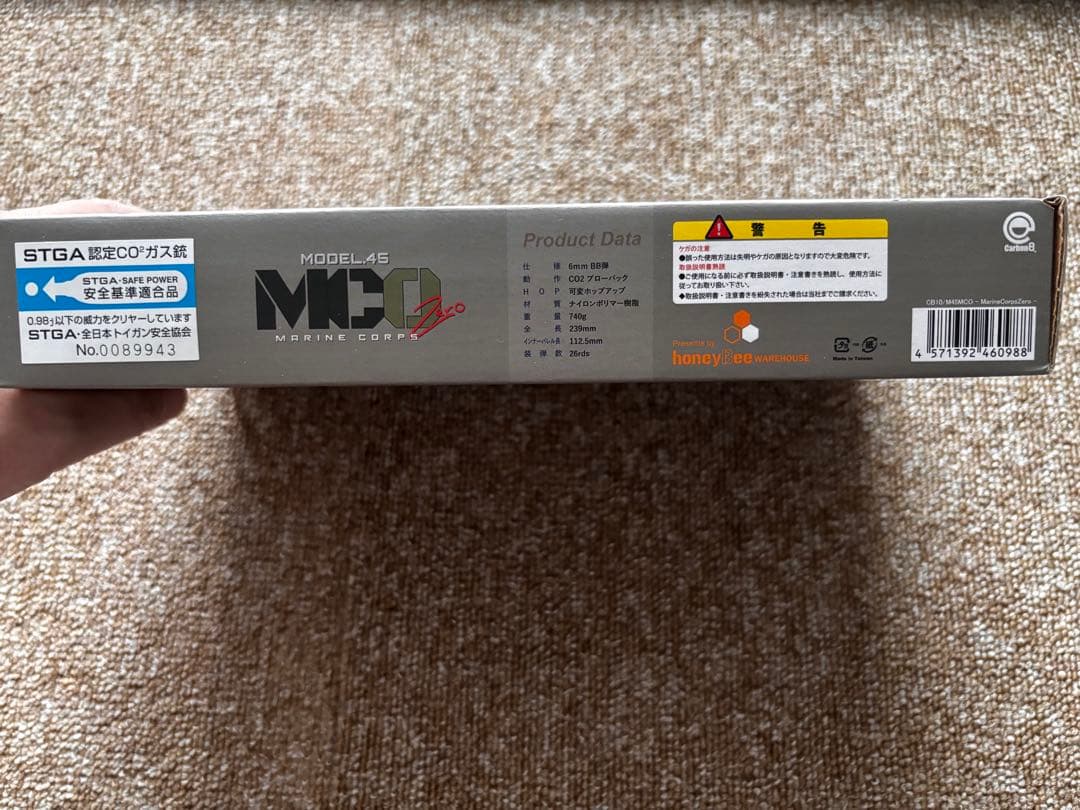 STGA 認定CO²ガス銃
STGA・SAFE POWER
安全基準適合品
0.98j以下の威力をクリヤーしています
STGA・全日本トイガン安全協会
No.0089943
MODEL.45
MCO
Zero
MARINE CORPS
Product Data
仕様 6mm BB弾
動作 CO2 ブローバック
HOP 可変ホップアップ
材質 ナイロンポリマー樹脂
重量 740g
全長 239mm
インナーバレル長 112.5mm
装弾数 26rds
警告
ケガの注意
●誤った使用方法は失明やケガの原因となりますので大変危険です。
取扱説明書熟読
●ご使用になる前に必ず取扱説明書・注意書きを熟読し、使用方法に
従ってお取り扱い下さい。
◆取扱説明書・注意書きを紛失された場合は当社までご請求ください。
Presents by
honeyBee WAREHOUSE
Carbon8
CB10/M45MCO – MarineCorpsZero –
紙
Made in Taiwan
4 571392 460988